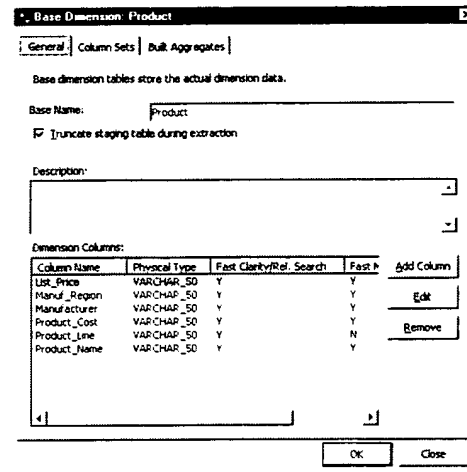 Base Dimension: Product
General Column Sets Built Aggregates
Base dimension tables store the actual dimension data.
Base Name: Product
Truncate staging table during extraction
Description:
Dimension Columns:
Column Name Physical Type Fast Clarity/Rel. Search Fast M
List_Price VARCHAR_50 Y Y
Manuf_Region VARCHAR_50 Y Y
Manufacturer VARCHAR_50 Y Y
Product_Cost VARCHAR_50 Y Y
Product_Line VARCHAR_50 Y N
Product_Name VARCHAR_50 Y Y
Add Column
Edit
Remove
OK Close